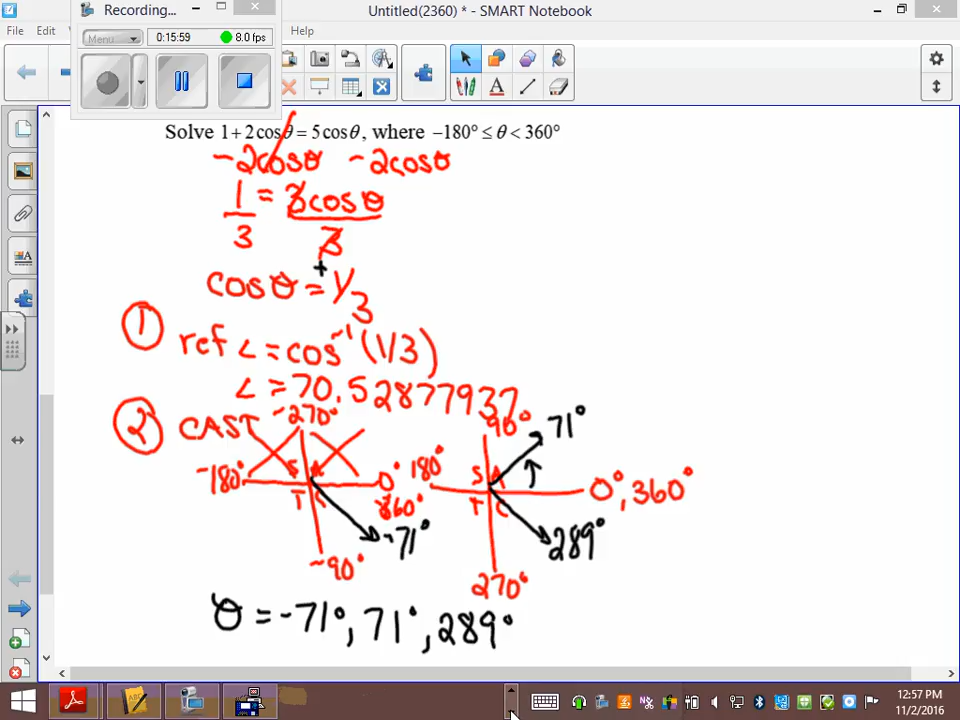 Recording...
Untitled(2360) * - SMART Notebook
File Edit Help
Menu 0:15:59 8.0 fps
Solve 1 + 2cosθ = 5cosθ, where −180° ≤ θ < 360°
-2cosθ -2cosθ
1 = 3cosθ
3 3
+
cosθ = 1/3
① ref ∠ = cos⁻¹(1/3)
∠ = 70.52877937
② CAST
-270° 90° 71°
S A S A
-180° 0° 180° 0°, 360°
360°
T C T C
-71° 289°
-90° 270°
θ = -71°, 71°, 289°
12:57 PM
11/2/2016